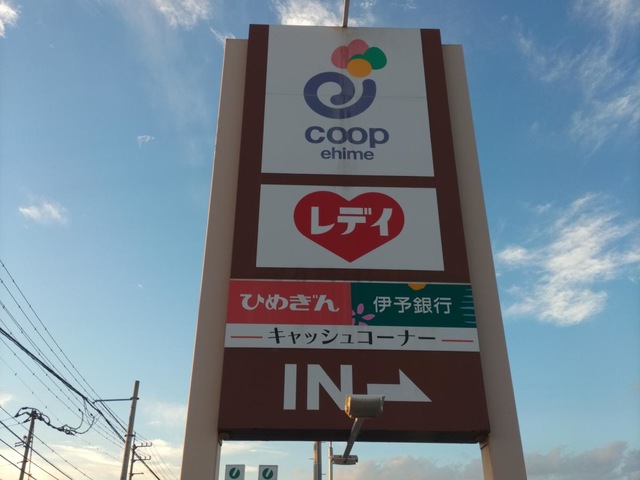 coop
ehime
レデイ
ひめぎん
伊予銀行
キャッシュコーナー
IN